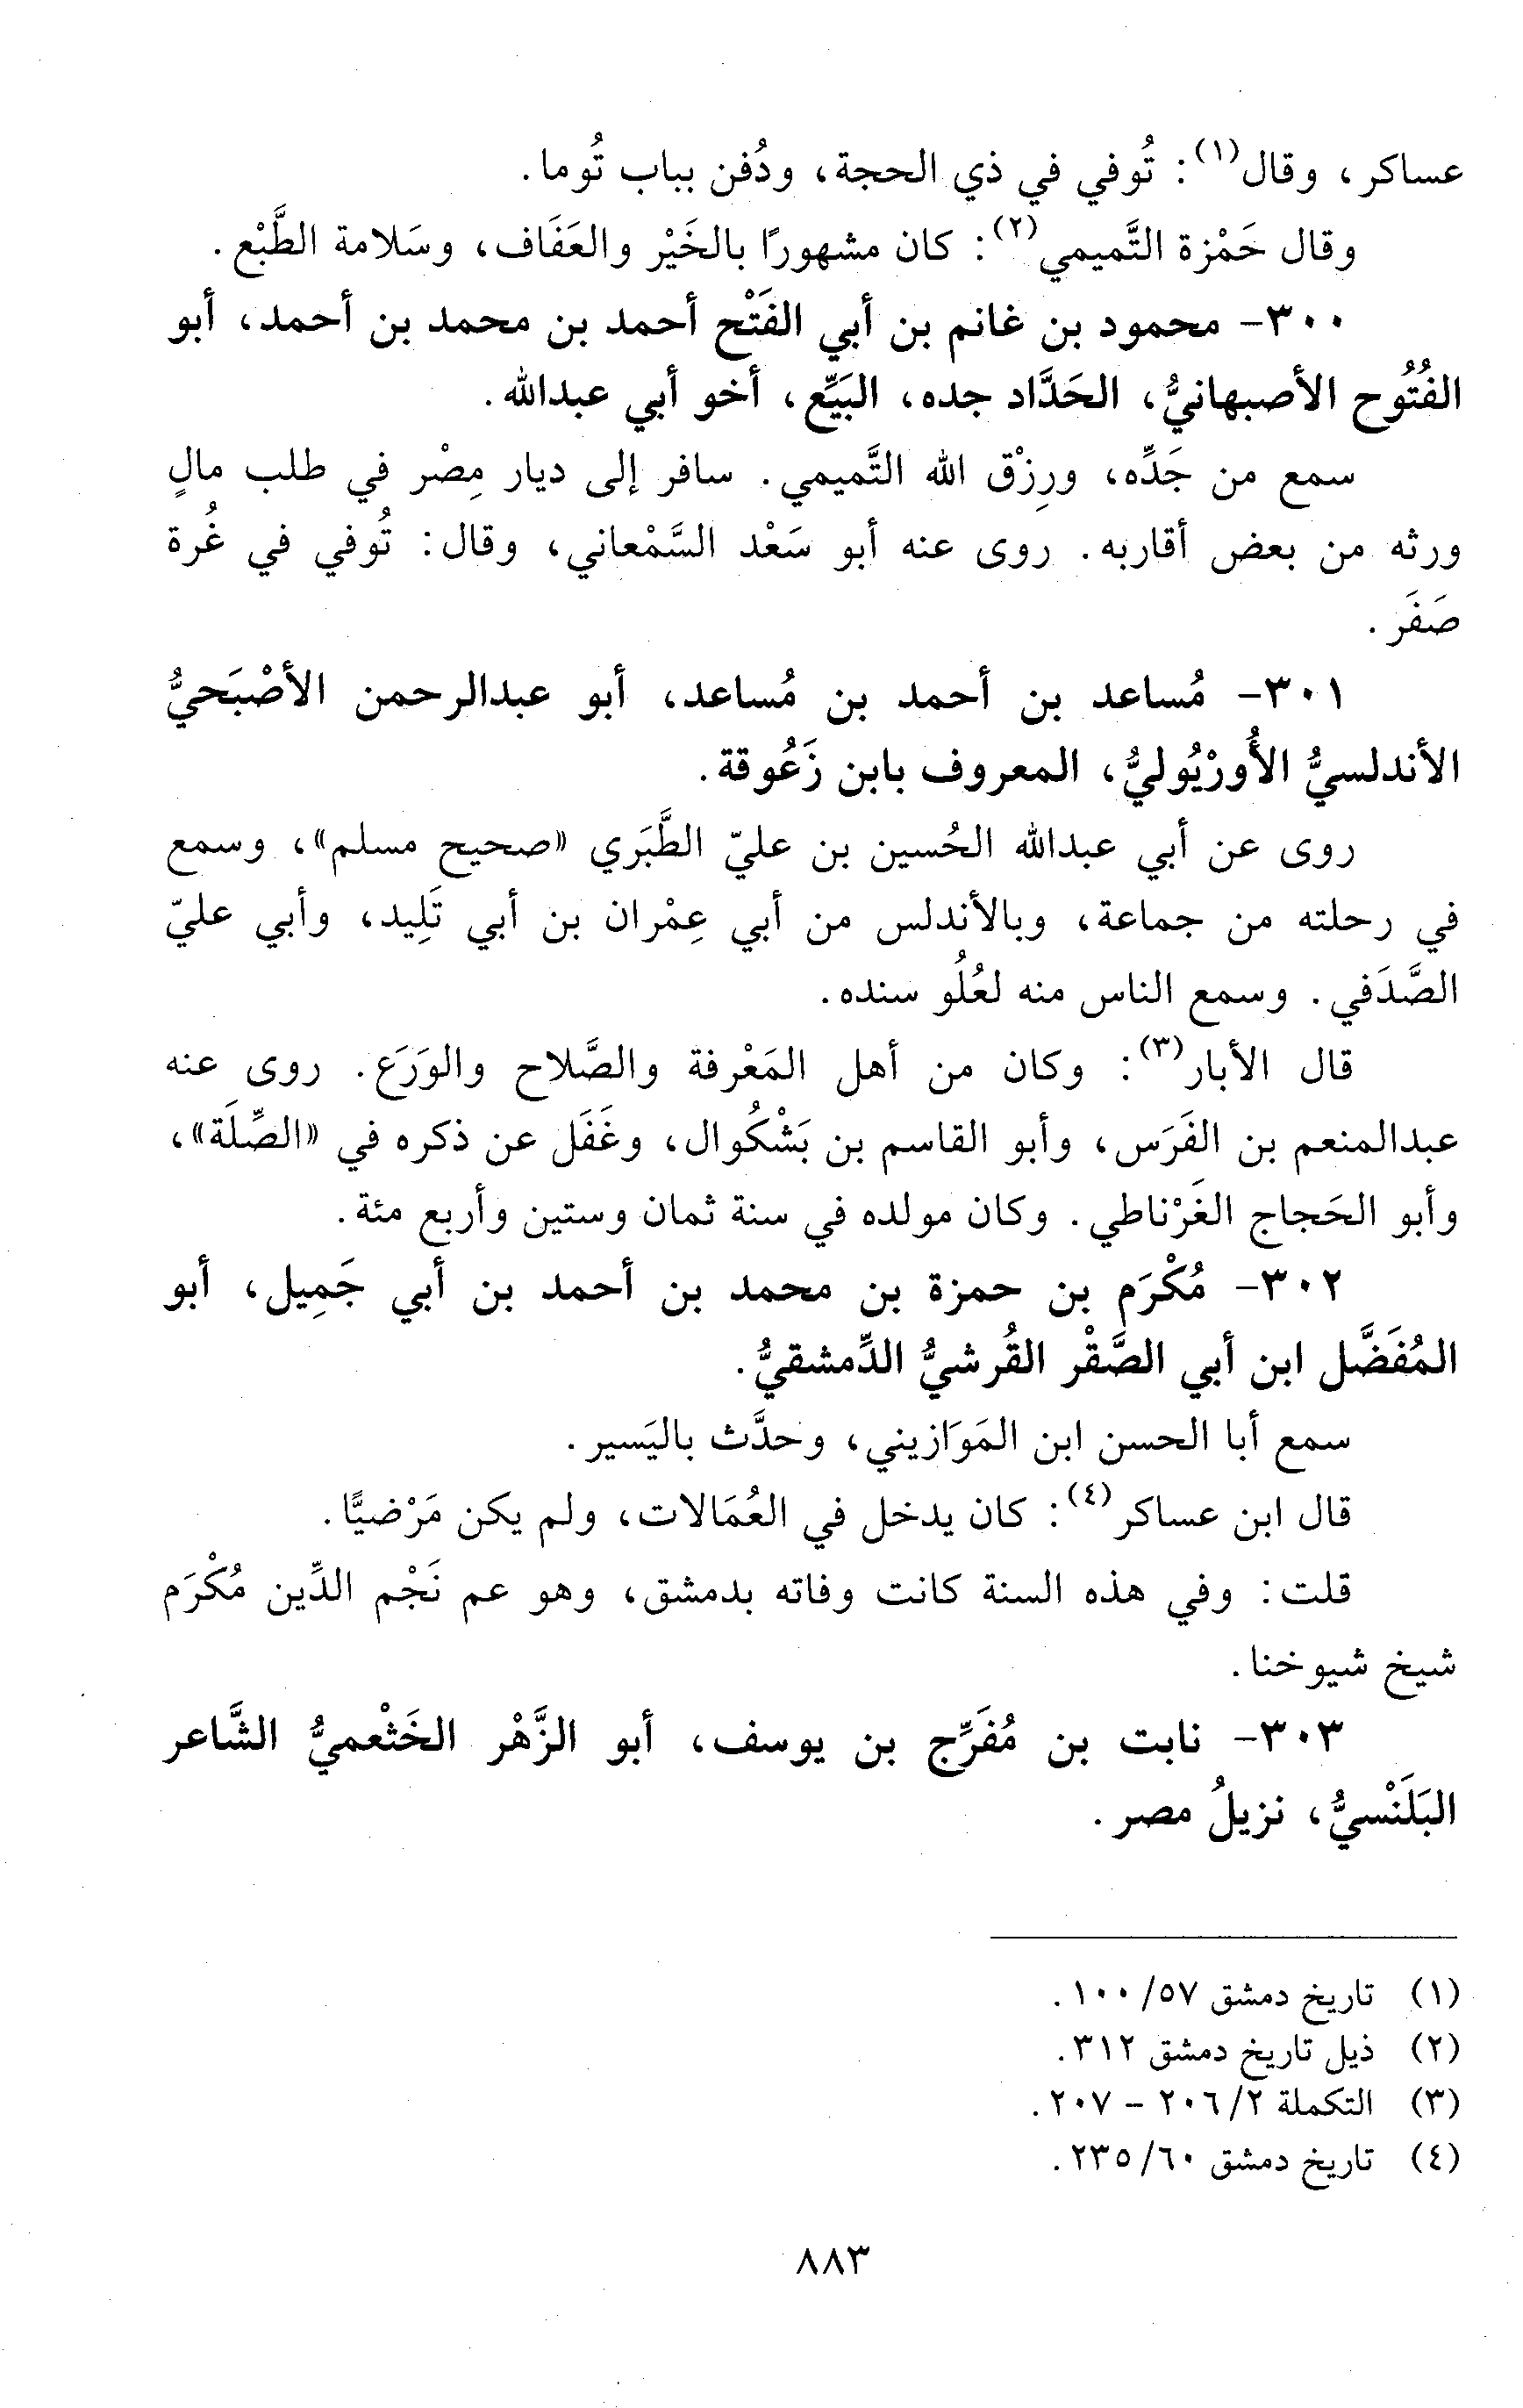 عساكر، وقال(١): تُوفي في ذي الحجة، ودُفن بباب تُوما.
وقال حَمْزة التَّميمي(٢): كان مشهورًا بالخَيْر والعَفَاف، وسَلامة الطَّبْع.
٣٠٠- محمود بن غانم بن أبي الفَتْح أحمد بن محمد بن أحمد، أبو
الفُتُوح الأصبهانيُّ، الحَدَّاد جده، البَيِّع، أخو أبي عبدالله.
سمع من جَدِّه، ورِزْق الله التَّميمي. سافر إلى ديار مِصْر في طلب مالٍ
ورثه من بعض أقاربه. روى عنه أبو سَعْد السَّمْعاني، وقال: تُوفي في غُرة
صَفَر.
٣٠١- مُساعد بن أحمد بن مُساعد، أبو عبدالرحمن الأصْبَحيُّ
الأندلسيُّ الأُورْيُوليُّ، المعروف بابن زَعُوقة.
روى عن أبي عبدالله الحُسين بن عليّ الطَّبَري «صحيح مسلم»، وسمع
في رحلته من جماعة، وبالأندلس من أبي عِمْران بن أبي تَلِيد، وأبي عليّ
الصَّدَفي. وسمع الناس منه لعُلُو سنده.
قال الأبار(٣): وكان من أهل المَعْرفة والصَّلاح والوَرَع. روى عنه
عبدالمنعم بن الفَرَس، وأبو القاسم بن بَشْكُوال، وغَفَل عن ذكره في «الصِّلَة»،
وأبو الحَجاج الغَرْناطي. وكان مولده في سنة ثمان وستين وأربع مئة.
٣٠٢- مُكْرَم بن حمزة بن محمد بن أحمد بن أبي جَمِيل، أبو
المُفَضَّل ابن أبي الصَّقْر القُرشيُّ الدِّمشقيُّ.
سمع أبا الحسن ابن المَوَازيني، وحدَّث باليَسير.
قال ابن عساكر(٤): كان يدخل في العُمَالات، ولم يكن مَرْضيًّا.
قلت: وفي هذه السنة كانت وفاته بدمشق، وهو عم نَجْم الدِّين مُكْرَم
شيخ شيوخنا.
٣٠٣- نابت بن مُفَرِّج بن يوسف، أبو الزَّهْر الخَثْعميُّ الشَّاعر
البَلَنْسيُّ، نزيلُ مصر.
(١) تاريخ دمشق ٥٧/ ١٠٠.
(٢) ذيل تاريخ دمشق ٣١٢.
(٣) التكملة ٢/ ٢٠٦ - ٢٠٧.
(٤) تاريخ دمشق ٦٠/ ٢٣٥.
٨٨٣